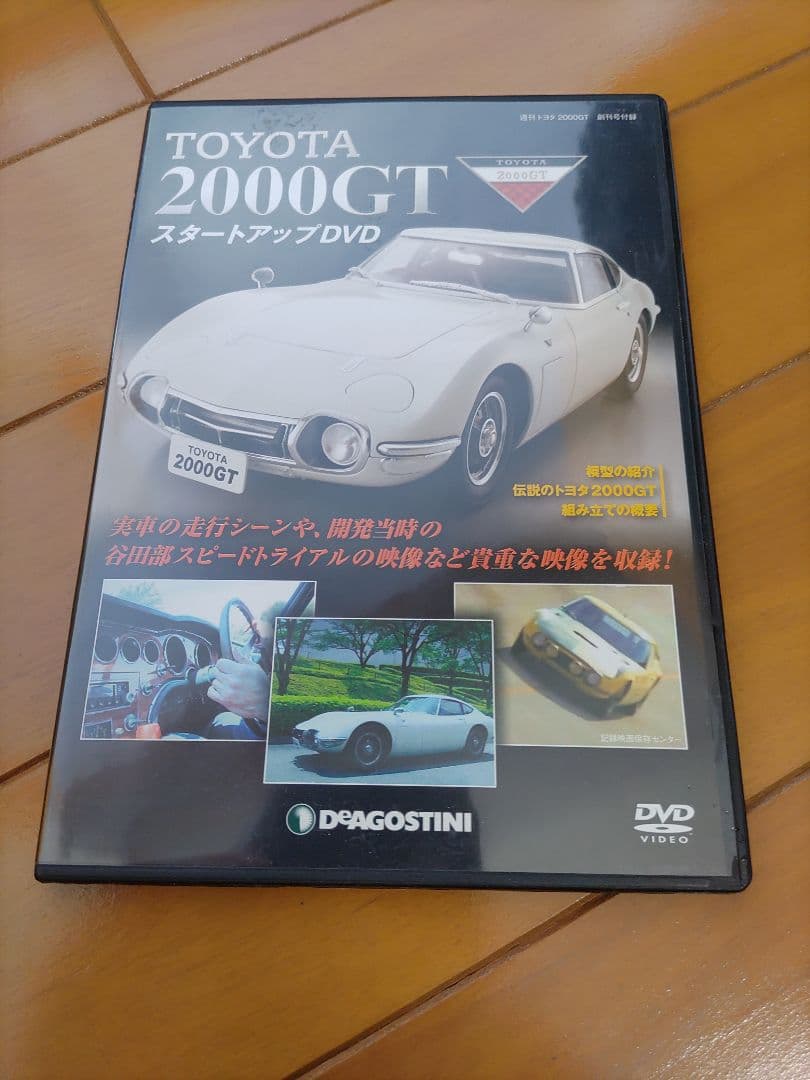 週刊トヨタ 2000GT 創刊号付録
TOYOTA
2000GT
スタートアップDVD
TOYOTA
2000GT
TOYOTA
2000GT
模型の紹介
伝説のトヨタ2000GT
組み立ての概要
実車の走行シーンや、開発当時の
谷田部スピードトライアルの映像など貴重な映像を収録!
記録映画保存センター
DeAGOSTINI
DVD
VIDEO